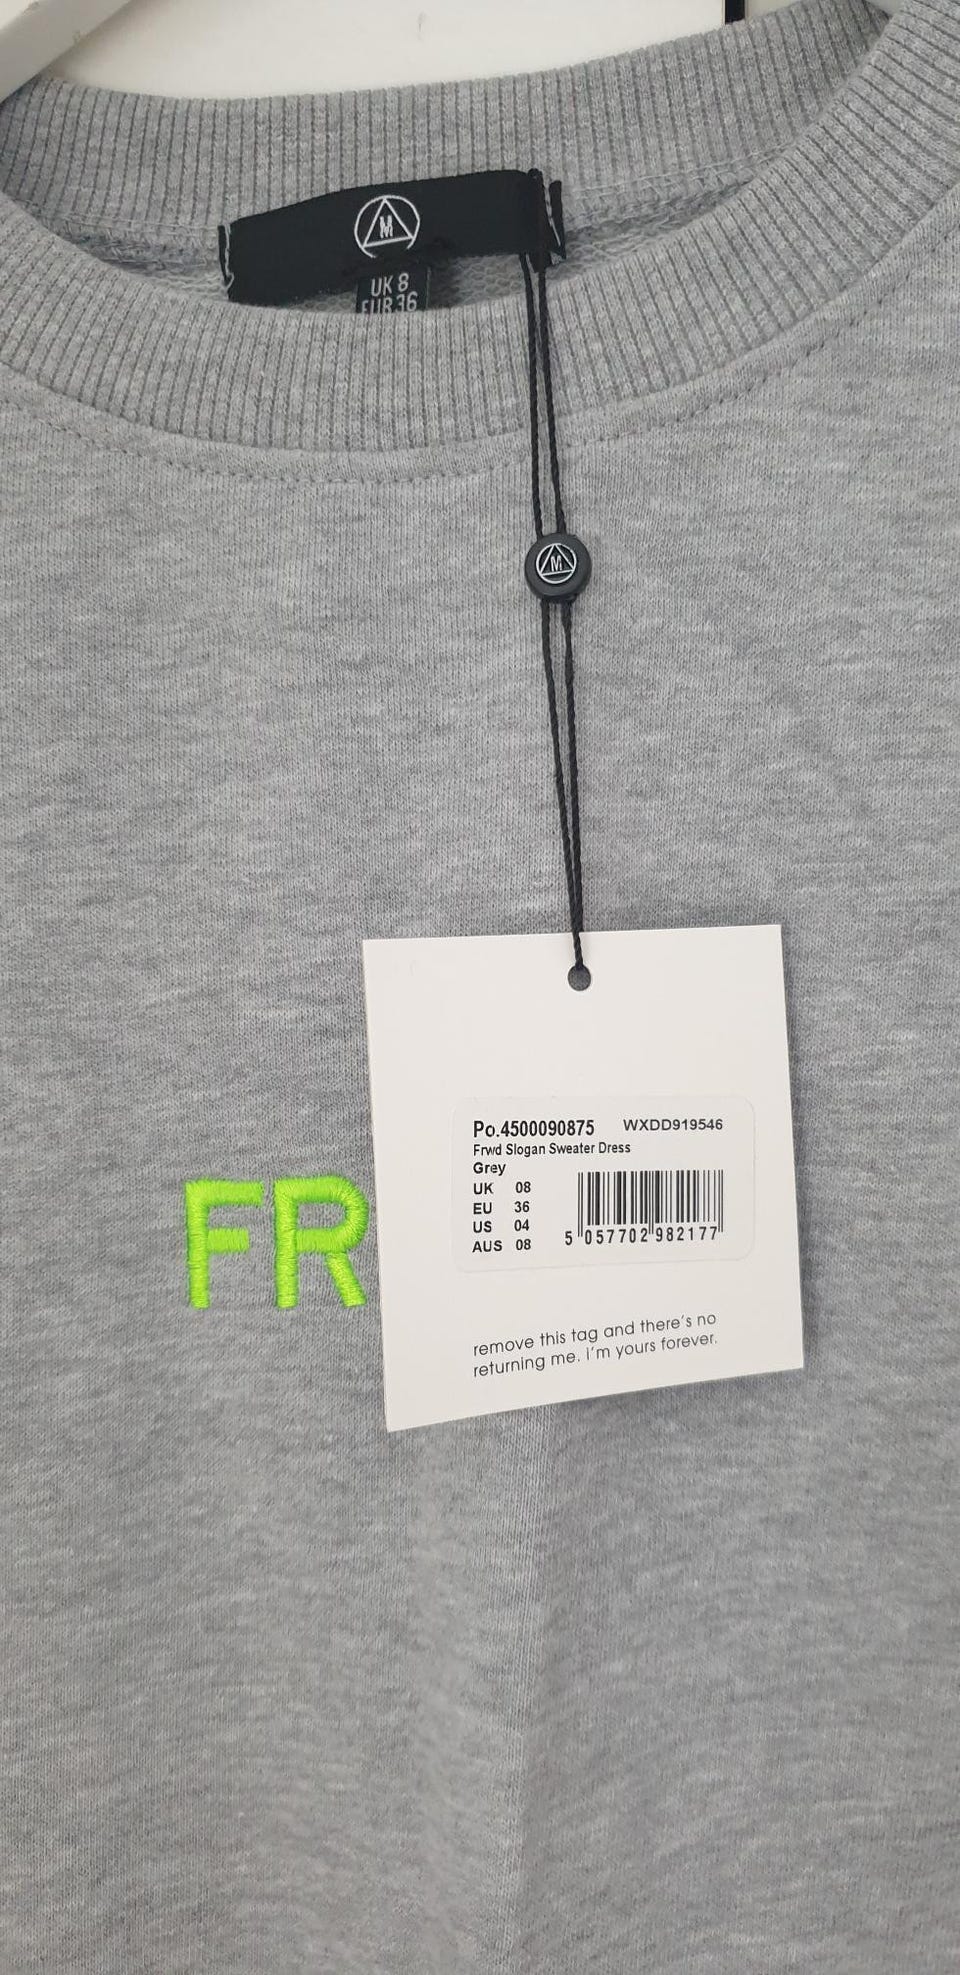 M
UK 8
EUR 36
M
Po.4500090875 WXDD919546
Frwd Slogan Sweater Dress
Grey
UK 08
EU 36
US 04
AUS 08
5 057702 982177
FR
remove this tag and there's no
returning me. i'm yours forever.